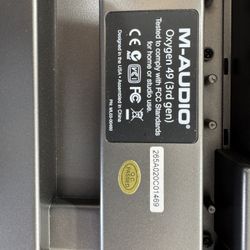 M-AUDIO
Oxygen 49 (3rd gen)
Tested to comply with FCC Standards
for home or studio use.
Designed in the USA • Assembled in China
265A020C01469